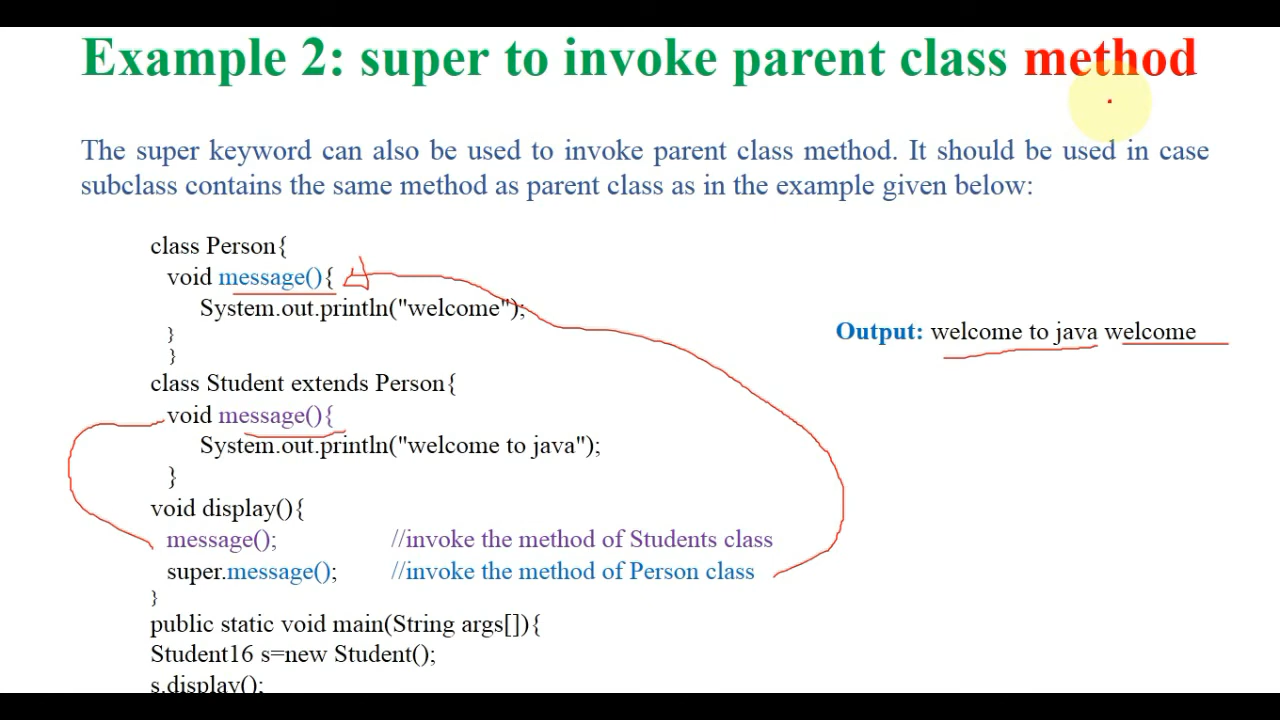 Example 2: super to invoke parent class method
The super keyword can also be used to invoke parent class method. It should be used in case
subclass contains the same method as parent class as in the example given below:
class Person{
void message(){
System.out.println("welcome");
}
}
Output: welcome to java welcome
class Student extends Person{
void message(){
System.out.println("welcome to java");
}
void display(){
message(); //invoke the method of Students class
super.message(); //invoke the method of Person class
}
public static void main(String args[]){
Student16 s=new Student();
s.display();